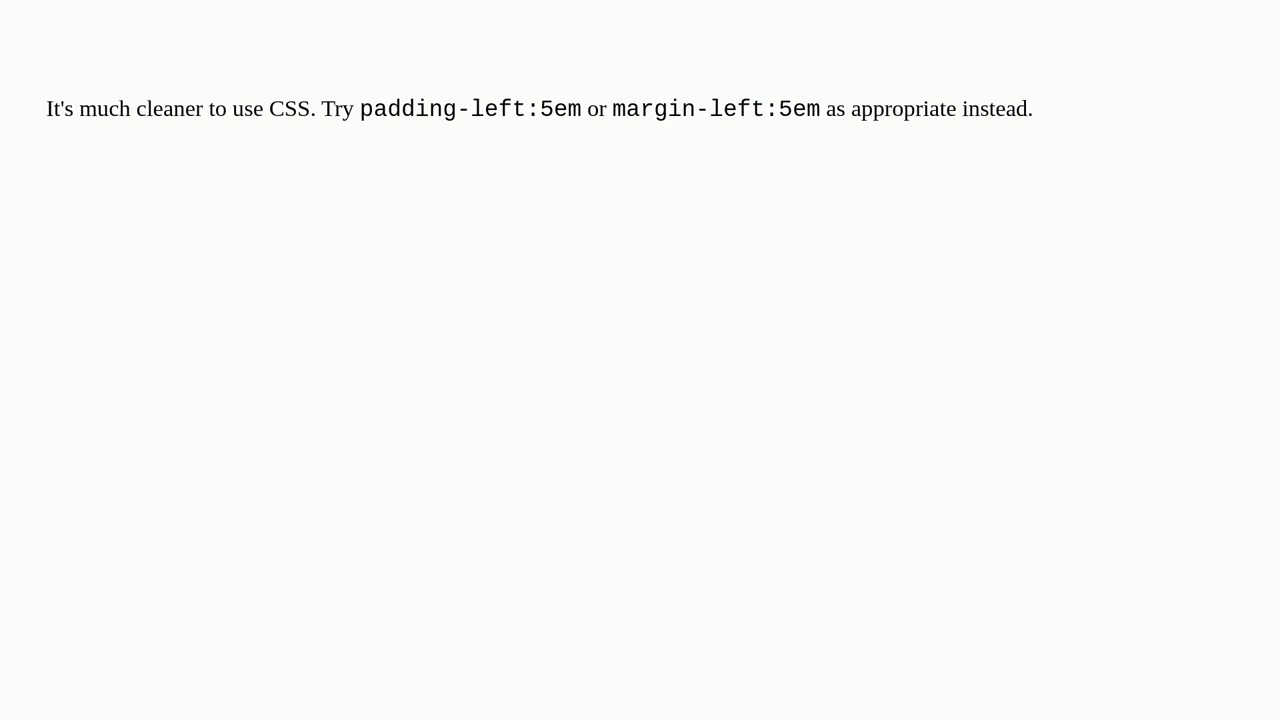 It's much cleaner to use CSS. Try padding-left:5em or margin-left:5em as appropriate instead.